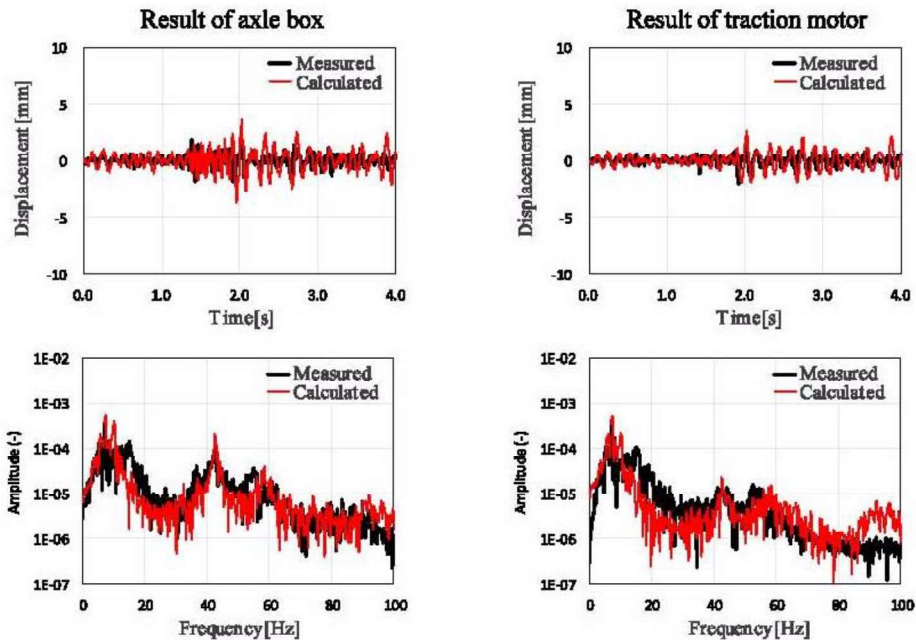 Result of axle box
10
5
0
-5
-10
Displacement [mm]
Measured
Calculated
0.0 1.0 2.0 3.0 4.0
Time[s]
Result of traction motor
10
5
0
-5
-10
Displacement [mm]
Measured
Calculated
0.0 1.0 2.0 3.0 4.0
Time[s]
1E-02
1E-03
1E-04
1E-05
1E-06
1E-07
Amplitude (-)
Measured
Calculated
0 20 40 60 80 100
Frequency[Hz]
1E-02
1E-03
1E-04
1E-05
1E-06
1E-07
Amplitude (-)
Measured
Calculated
0 20 40 60 80 100
Frequency[Hz]